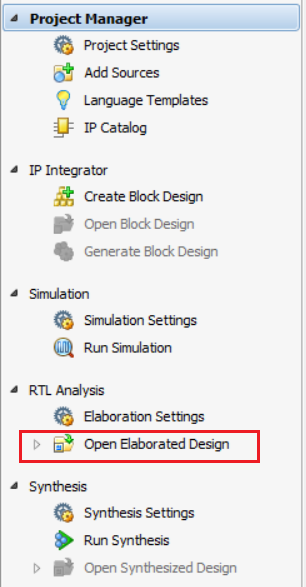 Project Manager
Project Settings
Add Sources
Language Templates
IP Catalog
IP Integrator
Create Block Design
Open Block Design
Generate Block Design
Simulation
Simulation Settings
Run Simulation
RTL Analysis
Elaboration Settings
Open Elaborated Design
Synthesis
Synthesis Settings
Run Synthesis
Open Synthesized Design